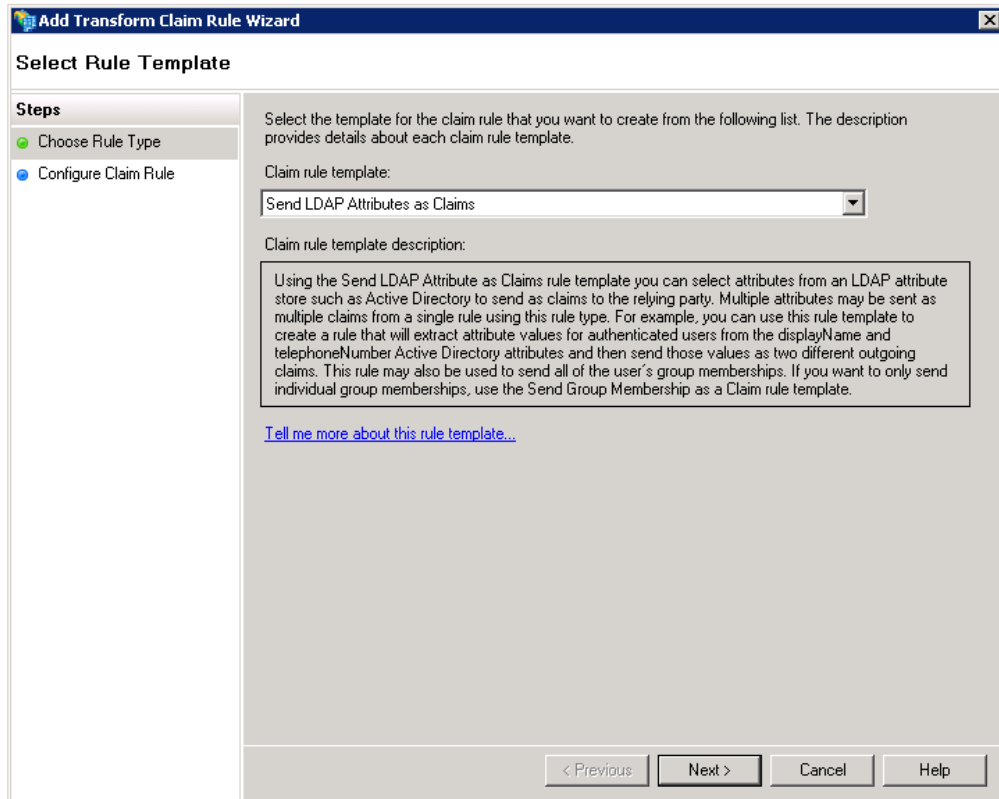 Add Transform Claim Rule Wizard
Select Rule Template
Steps
Choose Rule Type
Configure Claim Rule
Select the template for the claim rule that you want to create from the following list. The description
provides details about each claim rule template.
Claim rule template:
Send LDAP Attributes as Claims
Claim rule template description:
Using the Send LDAP Attribute as Claims rule template you can select attributes from an LDAP attribute
store such as Active Directory to send as claims to the relying party. Multiple attributes may be sent as
multiple claims from a single rule using this rule type. For example, you can use this rule template to
create a rule that will extract attribute values for authenticated users from the displayName and
telephoneNumber Active Directory attributes and then send those values as two different outgoing
claims. This rule may also be used to send all of the user's group memberships. If you want to only send
individual group memberships, use the Send Group Membership as a Claim rule template.
Tell me more about this rule template...
< Previous
Next >
Cancel
Help